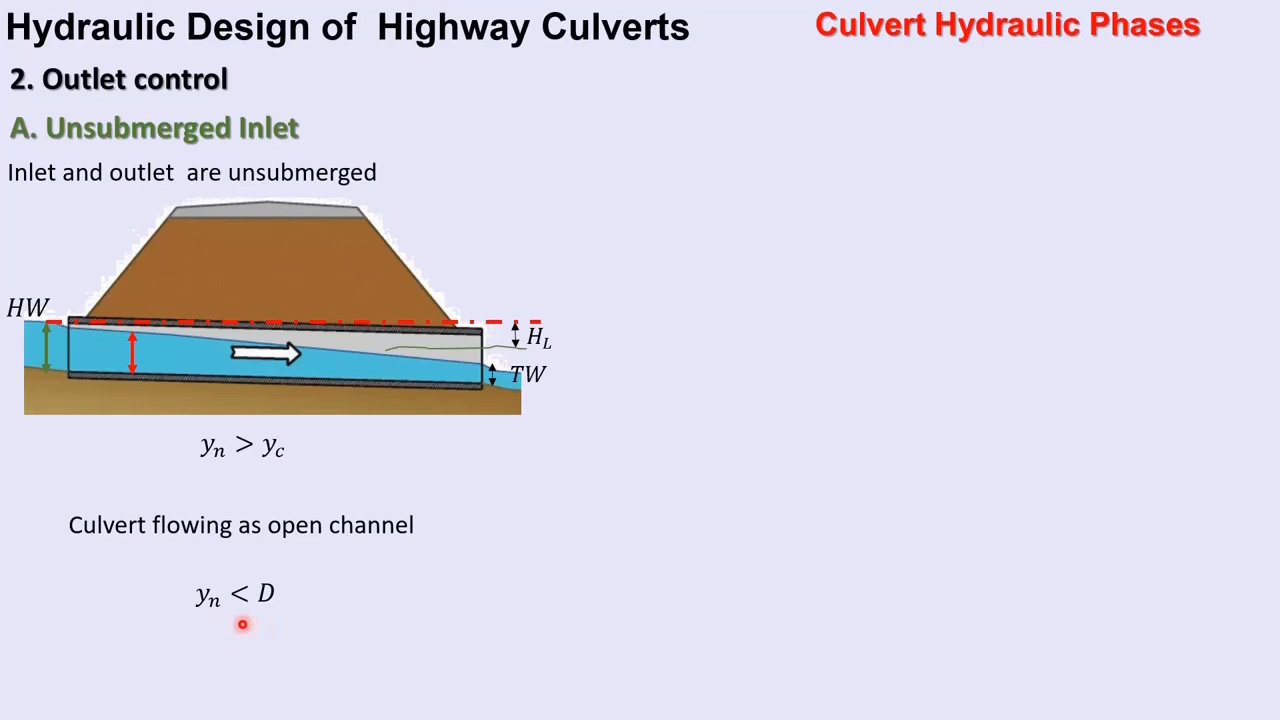 Hydraulic Design of Highway Culverts
Culvert Hydraulic Phases
2. Outlet control
A. Unsubmerged Inlet
Inlet and outlet are unsubmerged
HW
H_L
TW
y_n > y_c
Culvert flowing as open channel
y_n < D